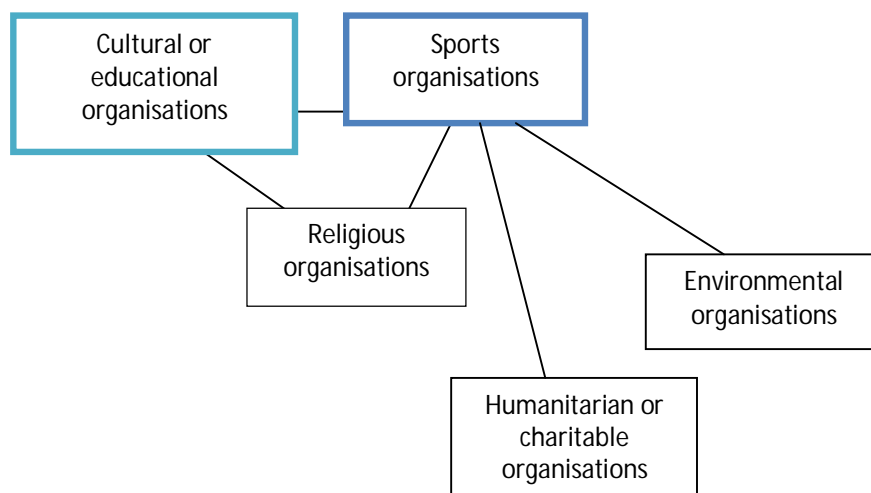 Cultural or
educational
organisations
Sports
organisations
Religious
organisations
Environmental
organisations
Humanitarian or
charitable
organisations